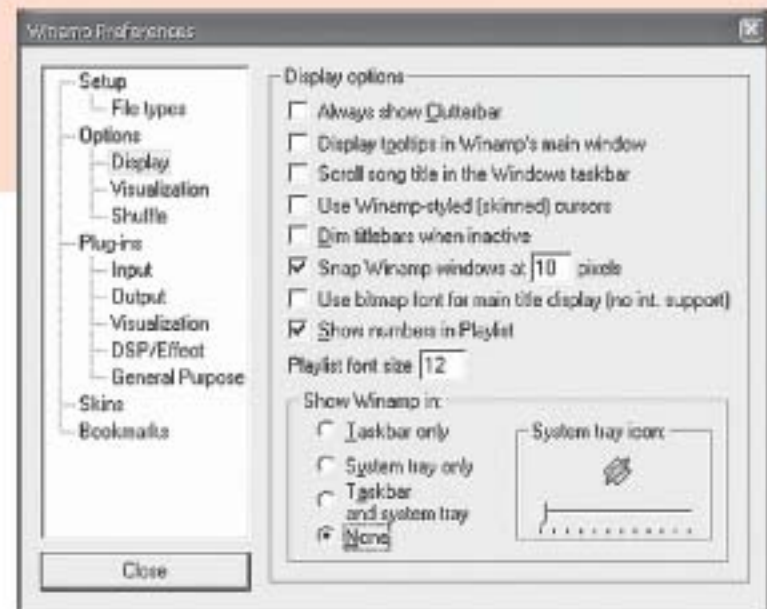 Winamp Preferences
Setup
File types
Options
Display
Visualization
Shuffle
Plug-ins
Input
Output
Visualization
DSP/Effect
General Purpose
Skins
Bookmarks
Close
Display options
Always show Clutterbar
Display tooltips in Winamp's main window
Scroll song title in the Windows taskbar
Use Winamp-styled (skinned) cursors
Dim titlebars when inactive
Snap Winamp windows at 10 pixels
Use bitmap font for main title display (no int. support)
Show numbers in Playlist
Playlist font size 12
Show Winamp in:
Taskbar only
System tray only
Taskbar
and system tray
None
System tray icon: